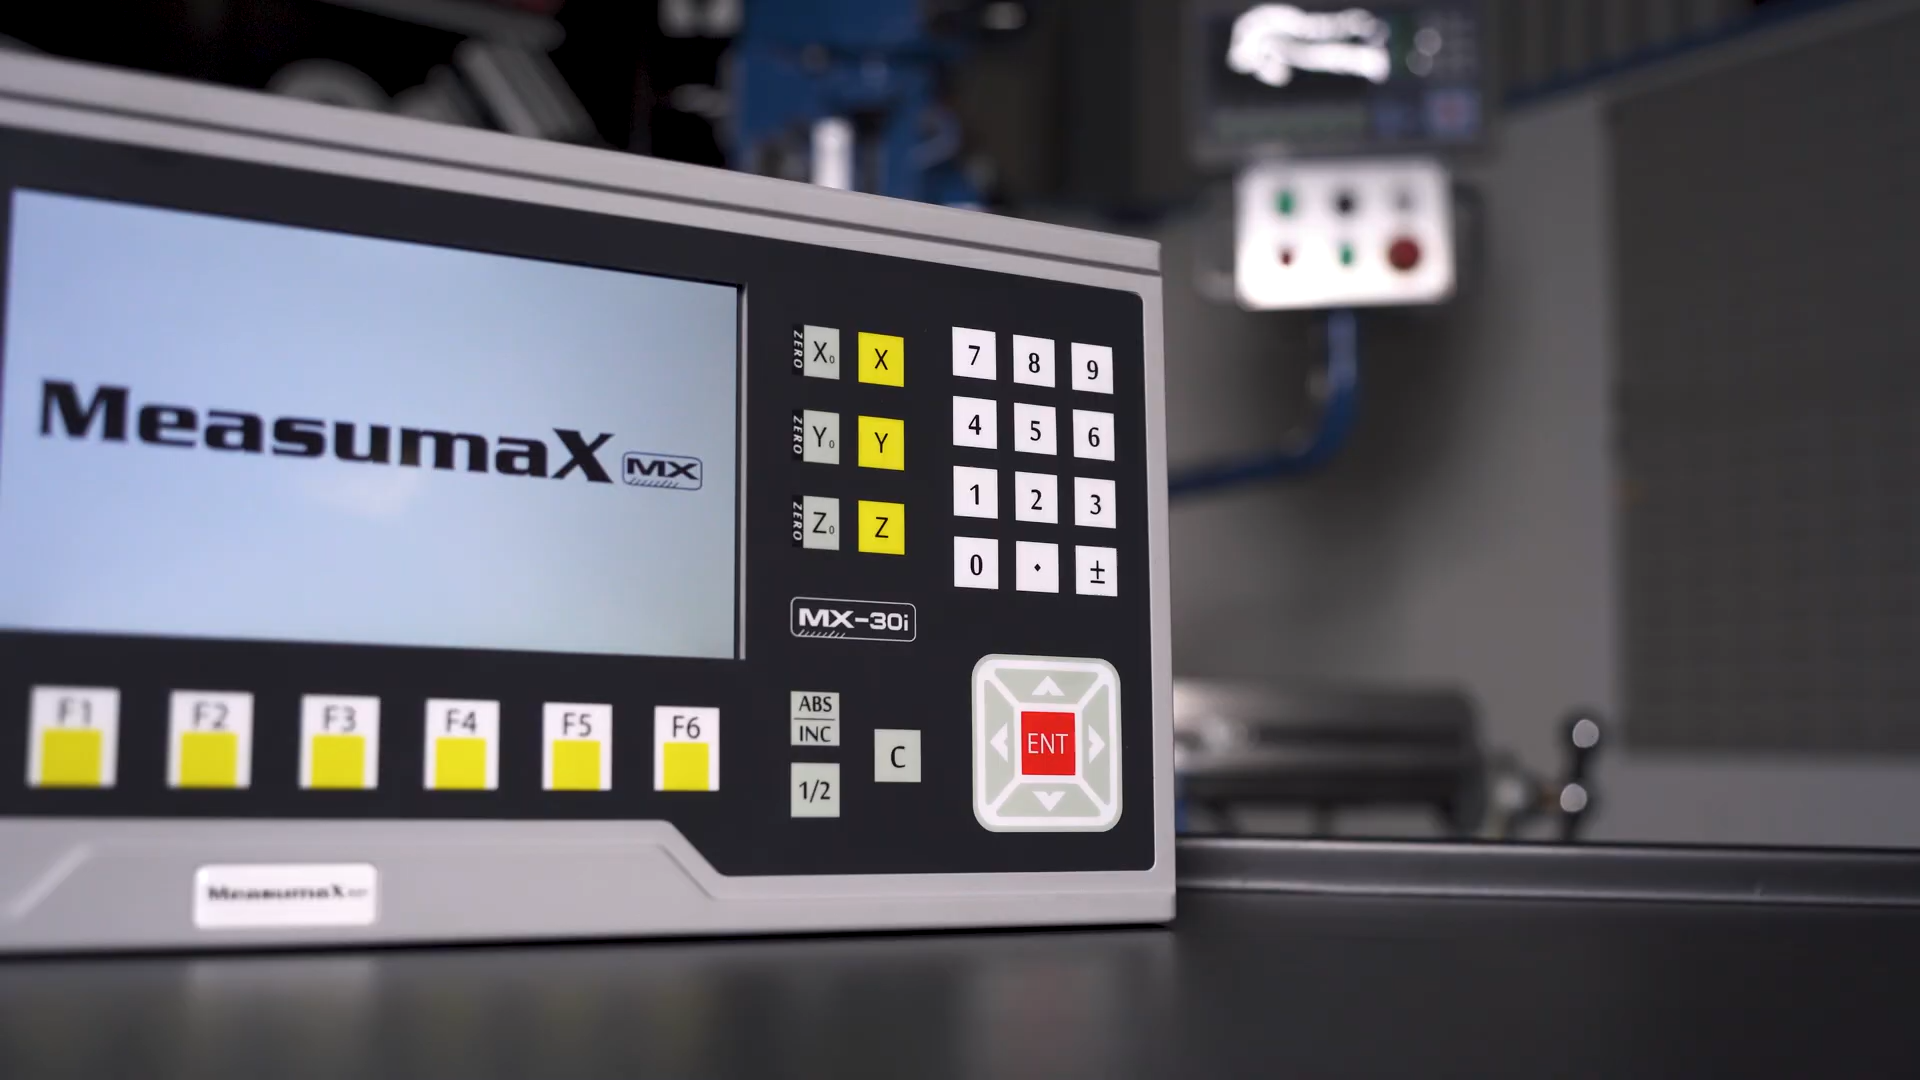 MeasumaX MX
ZERO X0 X
ZERO Y0 Y
ZERO Z0 Z
7 8 9
4 5 6
1 2 3
0 . ±
MX-30i
F1 F2 F3 F4 F5 F6
ABS
INC
1/2
C
ENT
MeasumaX